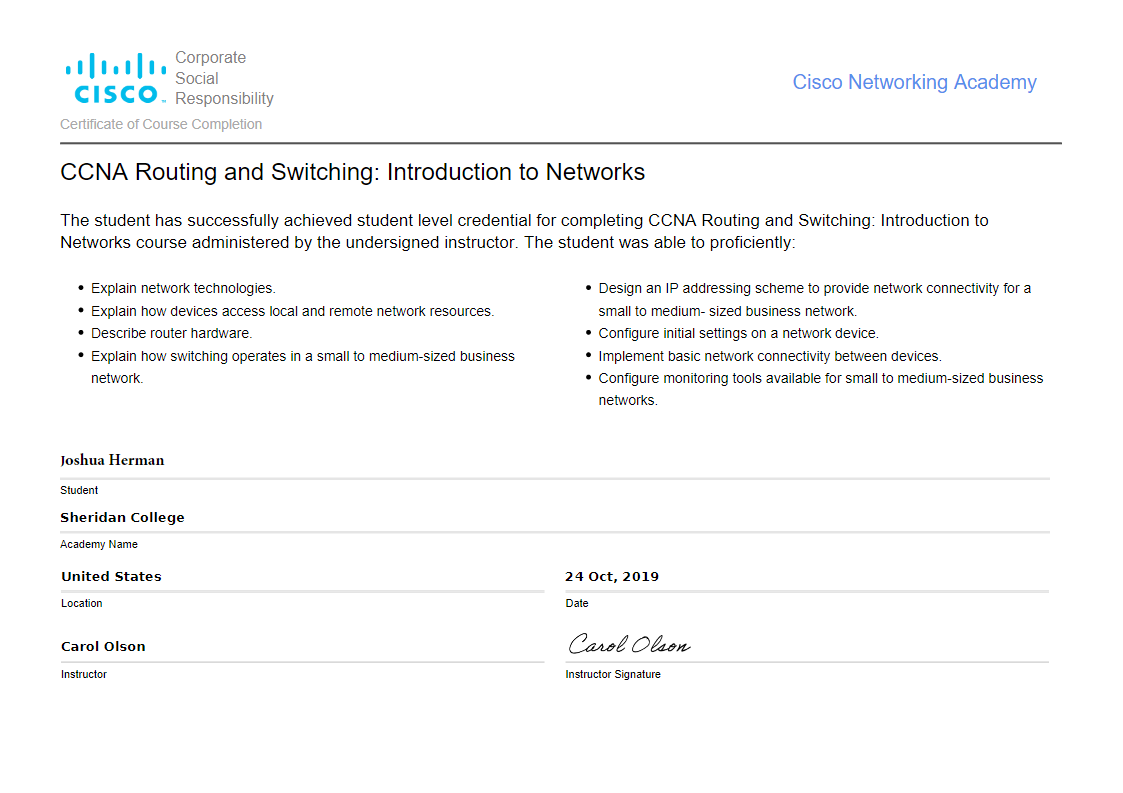 Corporate
Social
CISCO Responsibility
Cisco Networking Academy
Certificate of Course Completion
CCNA Routing and Switching: Introduction to Networks
The student has successfully achieved student level credential for completing CCNA Routing and Switching: Introduction to
Networks course administered by the undersigned instructor. The student was able to proficiently:
• Explain network technologies.
• Explain how devices access local and remote network resources.
• Describe router hardware.
• Explain how switching operates in a small to medium-sized business
network.
• Design an IP addressing scheme to provide network connectivity for a
small to medium- sized business network.
• Configure initial settings on a network device.
• Implement basic network connectivity between devices.
• Configure monitoring tools available for small to medium-sized business
networks.
Joshua Herman
Student
Sheridan College
Academy Name
United States
Location
24 Oct, 2019
Date
Carol Olson
Instructor
Carol Olson
Instructor Signature